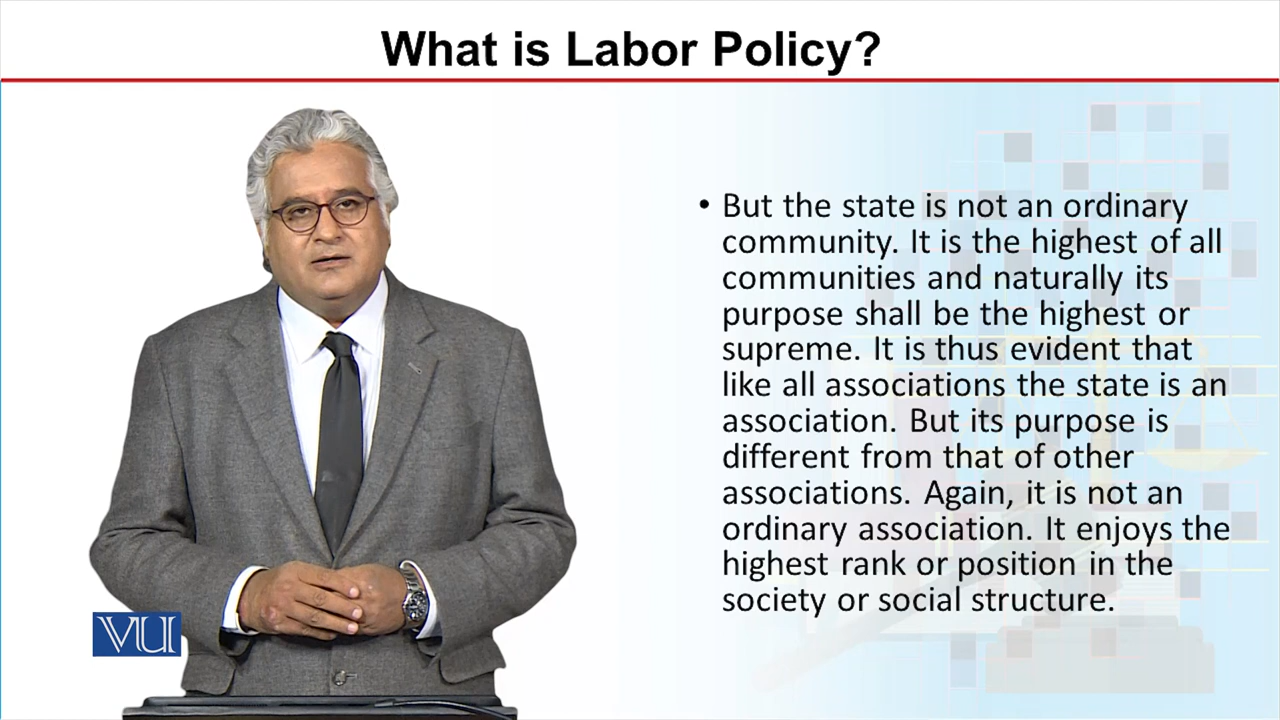 What is Labor Policy?
• But the state is not an ordinary
community. It is the highest of all
communities and naturally its
purpose shall be the highest or
supreme. It is thus evident that
like all associations the state is an
association. But its purpose is
different from that of other
associations. Again, it is not an
ordinary association. It enjoys the
highest rank or position in the
society or social structure.
VU